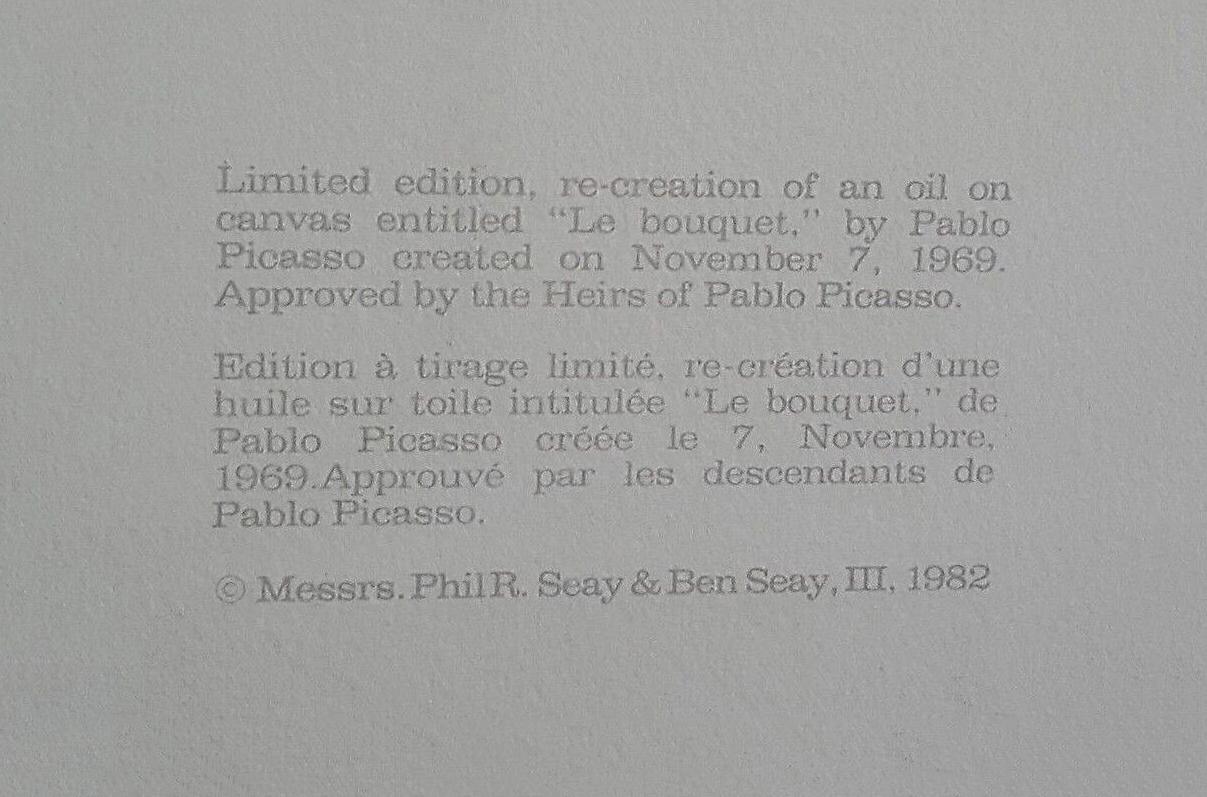 Limited edition, re-creation of an oil on
canvas entitled “Le bouquet,” by Pablo
Picasso created on November 7, 1969.
Approved by the Heirs of Pablo Picasso.
Edition à tirage limité, re-création d’une
huile sur toile intitulée “Le bouquet,” de
Pablo Picasso créée le 7, Novembre,
1969.Approuvé par les descendants de
Pablo Picasso.
© Messrs. Phil R. Seay & Ben Seay, III, 1982